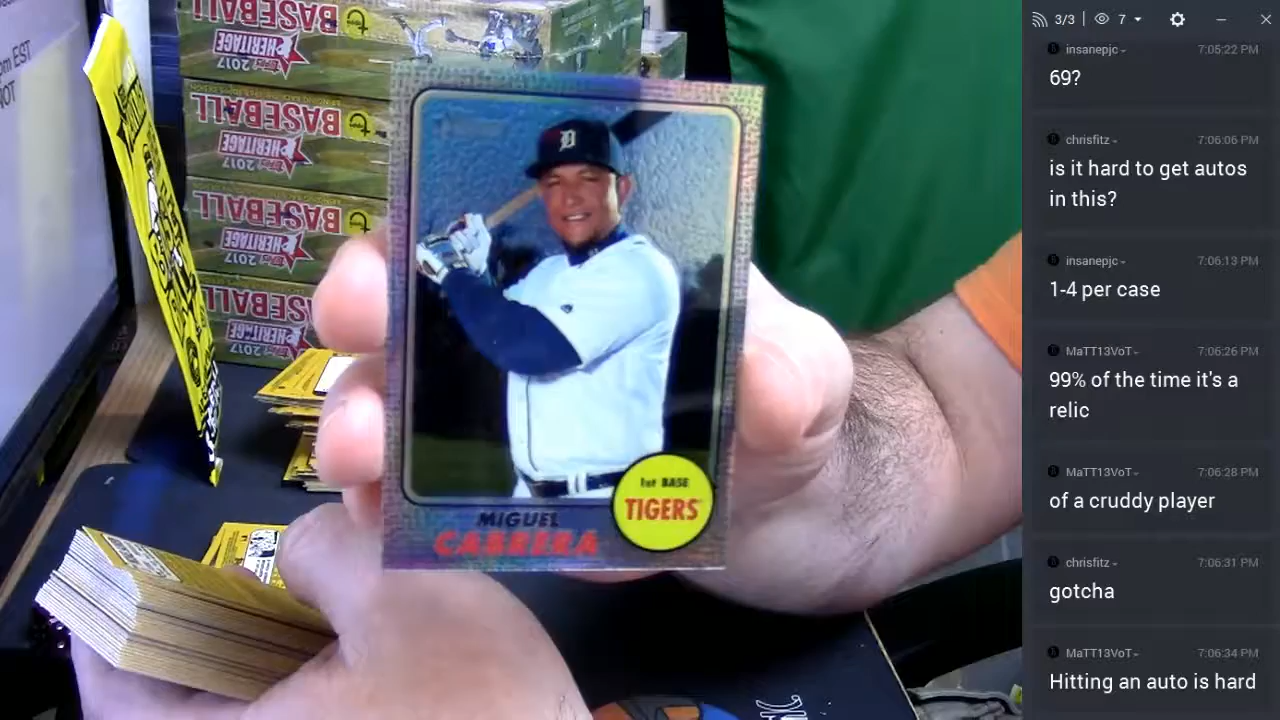 om EST
NOT
BASEBALL
HERITAGE
2017
BASEBALL
HERITAGE
2017
BASEBALL
HERITAGE
2017
BASEBALL
HERITAGE
2017
D
1st BASE
TIGERS
MIGUEL
CABRERA
3/3
7
insanepjc
7:05:22 PM
69?
chrisfitz
7:06:06 PM
is it hard to get autos
in this?
insanepjc
7:06:13 PM
1-4 per case
MaTT13VoT
7:06:26 PM
99% of the time it's a
relic
MaTT13VoT
7:06:28 PM
of a cruddy player
chrisfitz
7:06:31 PM
gotcha
MaTT13VoT
7:06:34 PM
Hitting an auto is hard